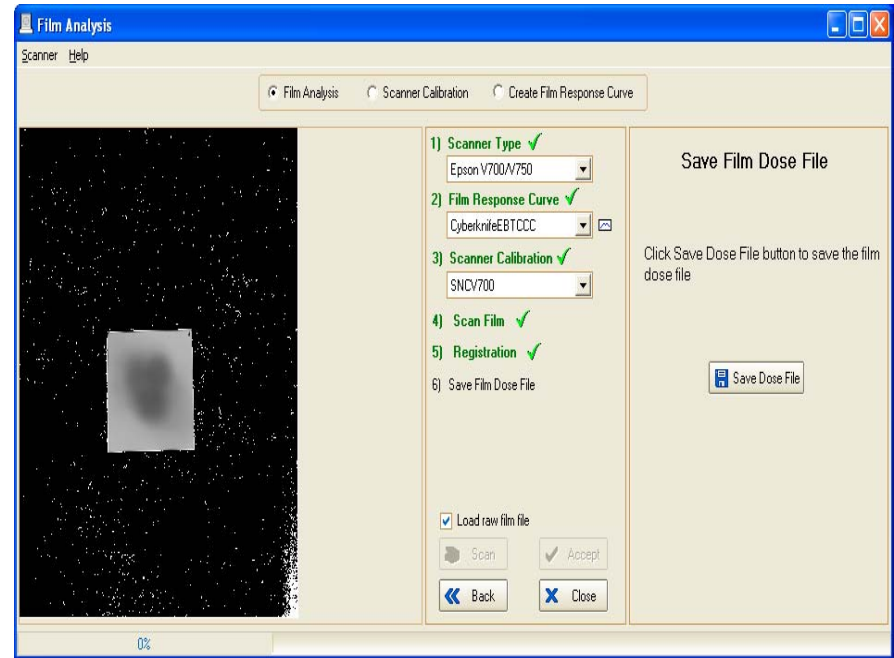 Film Analysis
Scanner Help
Film Analysis Scanner Calibration Create Film Response Curve
1) Scanner Type
Epson V700/V750
2) Film Response Curve
CyberknifeEBTCCC
3) Scanner Calibration
SNCV700
4) Scan Film
5) Registration
6) Save Film Dose File
Load raw film file
Scan Accept
Back Close
Save Film Dose File
Click Save Dose File button to save the film
dose file
Save Dose File
0%